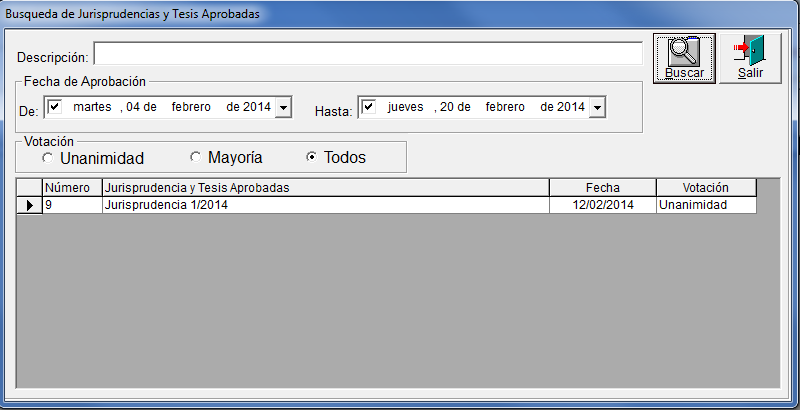 Busqueda de Jurisprudencias y Tesis Aprobadas
Descripción:
Buscar
Salir
Fecha de Aprobación
De: martes , 04 de febrero de 2014 Hasta: jueves , 20 de febrero de 2014
Votación
Unanimidad Mayoría Todos
Número Jurisprudencia y Tesis Aprobadas Fecha Votación
9 Jurisprudencia 1/2014 12/02/2014 Unanimidad